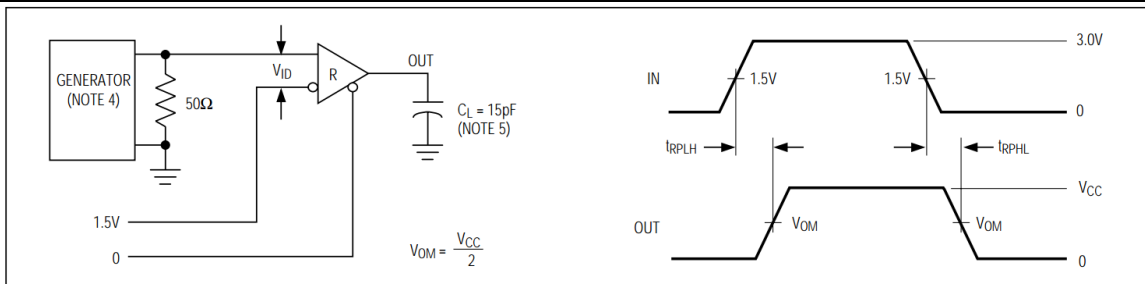 GENERATOR
(NOTE 4)
50Ω
VID
R
OUT
CL = 15pF
(NOTE 5)
1.5V
0
VOM = VCC
2
IN
1.5V
1.5V
3.0V
0
tRPLH
tRPHL
OUT
VOM
VOM
VCC
0